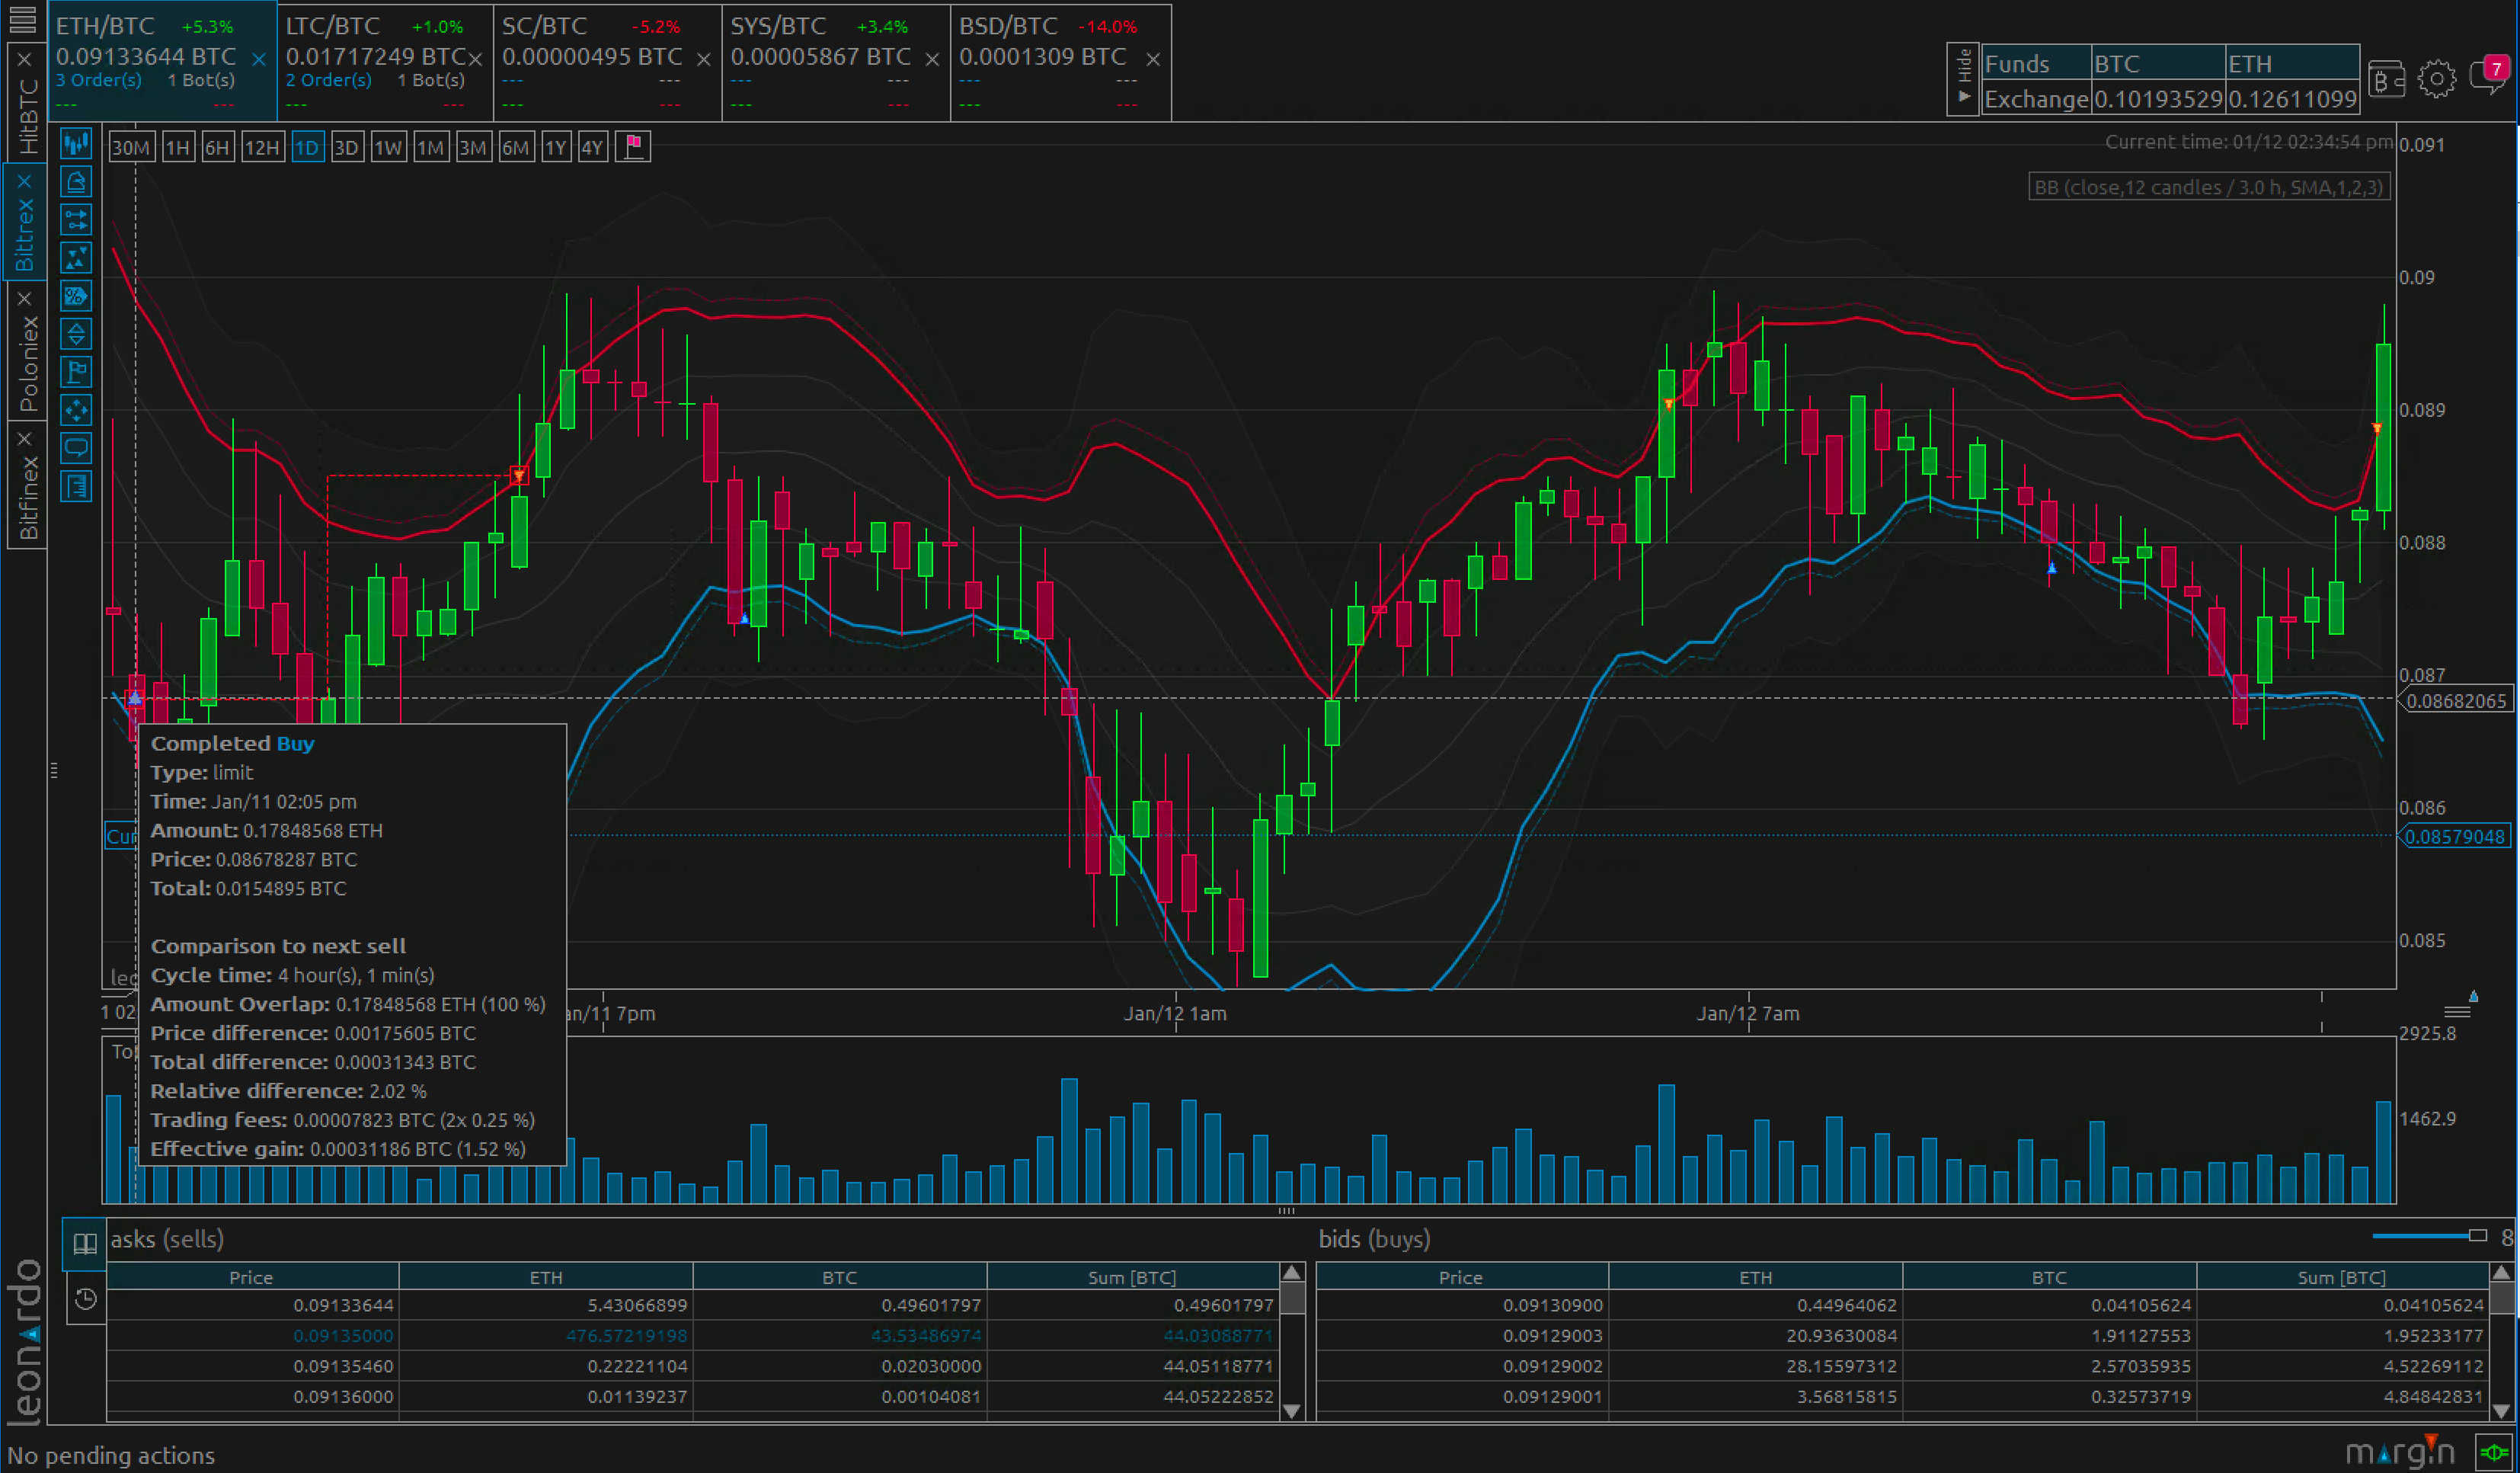 ETH/BTC +5.3%
0.09133644 BTC ×
3 Order(s) 1 Bot(s)
--- ---
LTC/BTC +1.0%
0.01717249 BTC ×
2 Order(s) 1 Bot(s)
--- ---
SC/BTC -5.2%
0.00000495 BTC ×
--- ---
--- ---
SYS/BTC +3.4%
0.00005867 BTC ×
--- ---
--- ---
BSD/BTC -14.0%
0.0001309 BTC ×
--- ---
--- ---
Hide
Funds BTC ETH
Exchange 0.10193529 0.12611099
7
HitBTC ×
Bittrex ×
Poloniex ×
Bitfinex ×
30M 1H 6H 12H 1D 3D 1W 1M 3M 6M 1Y 4Y
Current time: 01/12 02:34:54 pm
BB (close,12 candles / 3.0 h, SMA,1,2,3)
0.091
0.09
0.089
0.088
0.087
0.08682065
0.086
0.08579048
0.085
Cur
Completed Buy
Type: limit
Time: Jan/11 02:05 pm
Amount: 0.17848568 ETH
Price: 0.08678287 BTC
Total: 0.0154895 BTC
Comparison to next sell
Cycle time: 4 hour(s), 1 min(s)
Amount Overlap: 0.17848568 ETH (100 %)
Price difference: 0.00175605 BTC
Total difference: 0.00031343 BTC
Relative difference: 2.02 %
Trading fees: 0.00007823 BTC (2x 0.25 %)
Effective gain: 0.00031186 BTC (1.52 %)
leo
1 02
an/11 7pm
Jan/12 1am
Jan/12 7am
To
2925.8
1462.9
asks (sells)
Price ETH BTC Sum [BTC]
0.09133644 5.43066899 0.49601797 0.49601797
0.09135000 476.57219198 43.53486974 44.03088771
0.09135460 0.22221104 0.02030000 44.05118771
0.09136000 0.01139237 0.00104081 44.05222852
bids (buys)
8
Price ETH BTC Sum [BTC]
0.09130900 0.44964062 0.04105624 0.04105624
0.09129003 20.93630084 1.91127553 1.95233177
0.09129002 28.15597312 2.57035935 4.52269112
0.09129001 3.56815815 0.32573719 4.84842831
leonardo
No pending actions
margin